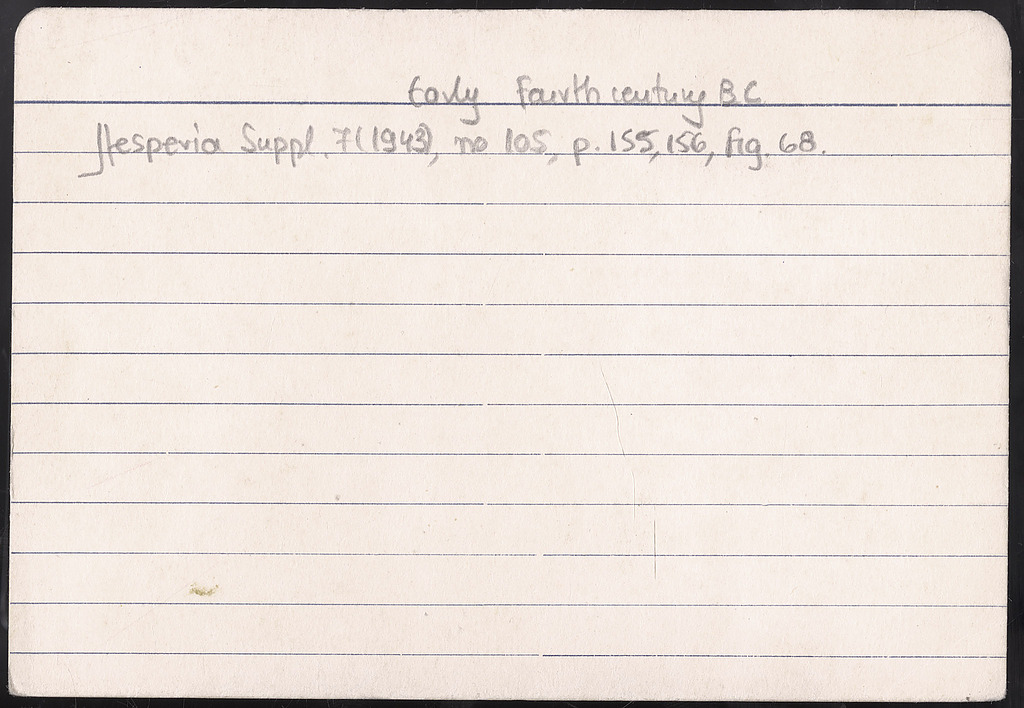 Early Fourth century B.C
Hesperia Suppl. 7(1943), no 105, p. 155, 156, fig. 68.